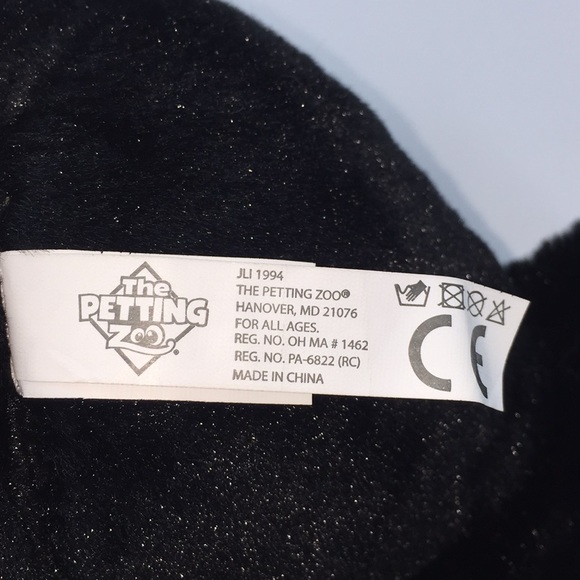 The
PETTING
ZOO®
JLI 1994
THE PETTING ZOO®
HANOVER, MD 21076
FOR ALL AGES.
REG. NO. OH MA # 1462
REG. NO. PA-6822 (RC)
MADE IN CHINA
CE